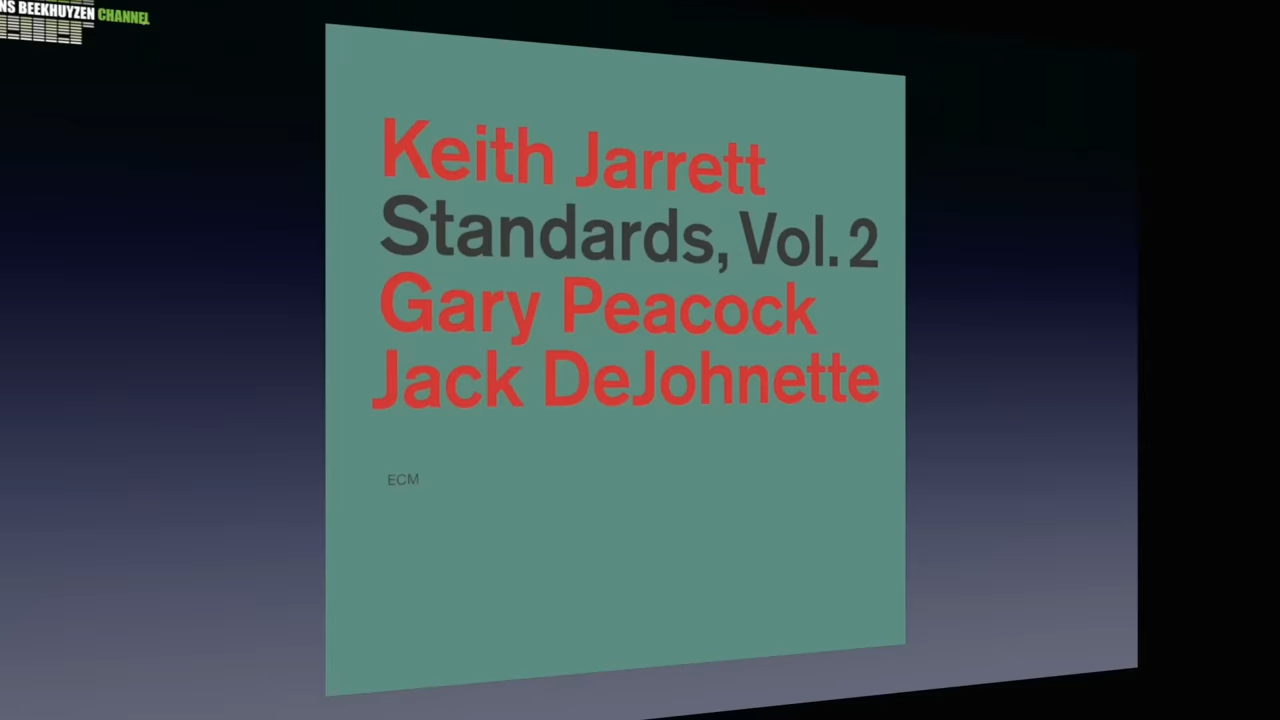 NS BEEKHUYZEN CHANNEL
Keith Jarrett
Standards, Vol. 2
Gary Peacock
Jack DeJohnette
ECM